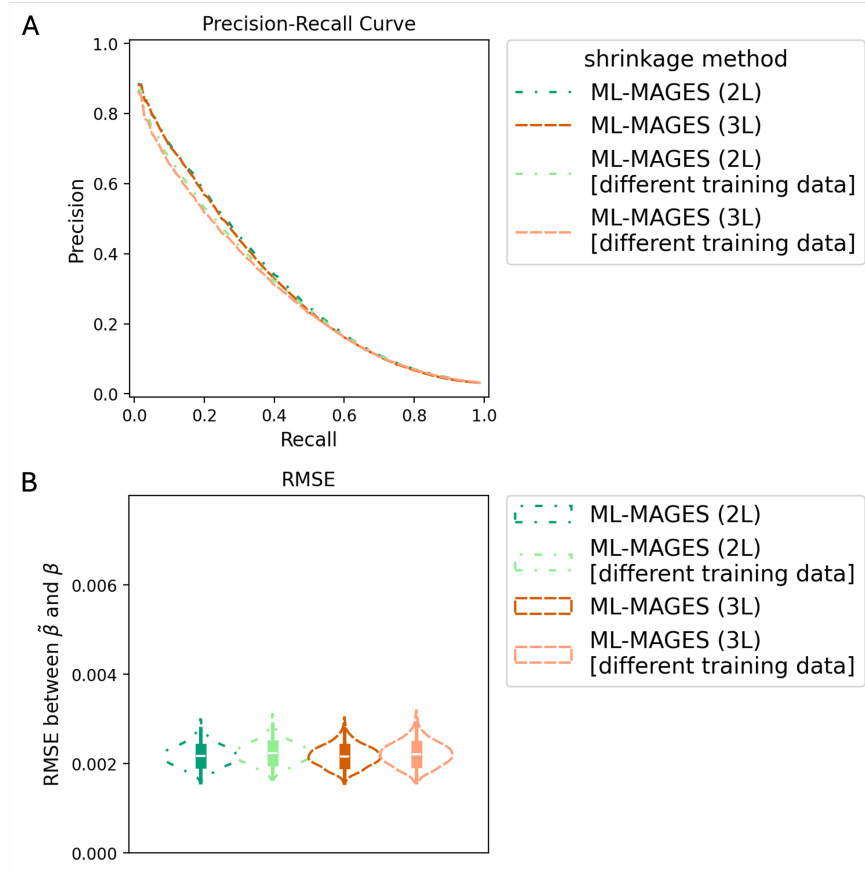 A
Precision-Recall Curve
1.0
0.8
0.6
0.4
0.2
0.0
Precision
0.0 0.2 0.4 0.6 0.8 1.0
Recall
shrinkage method
ML-MAGES (2L)
ML-MAGES (3L)
ML-MAGES (2L)
[different training data]
ML-MAGES (3L)
[different training data]
B
RMSE
0.006
0.004
0.002
0.000
RMSE between β̃ and β
ML-MAGES (2L)
ML-MAGES (2L)
[different training data]
ML-MAGES (3L)
ML-MAGES (3L)
[different training data]